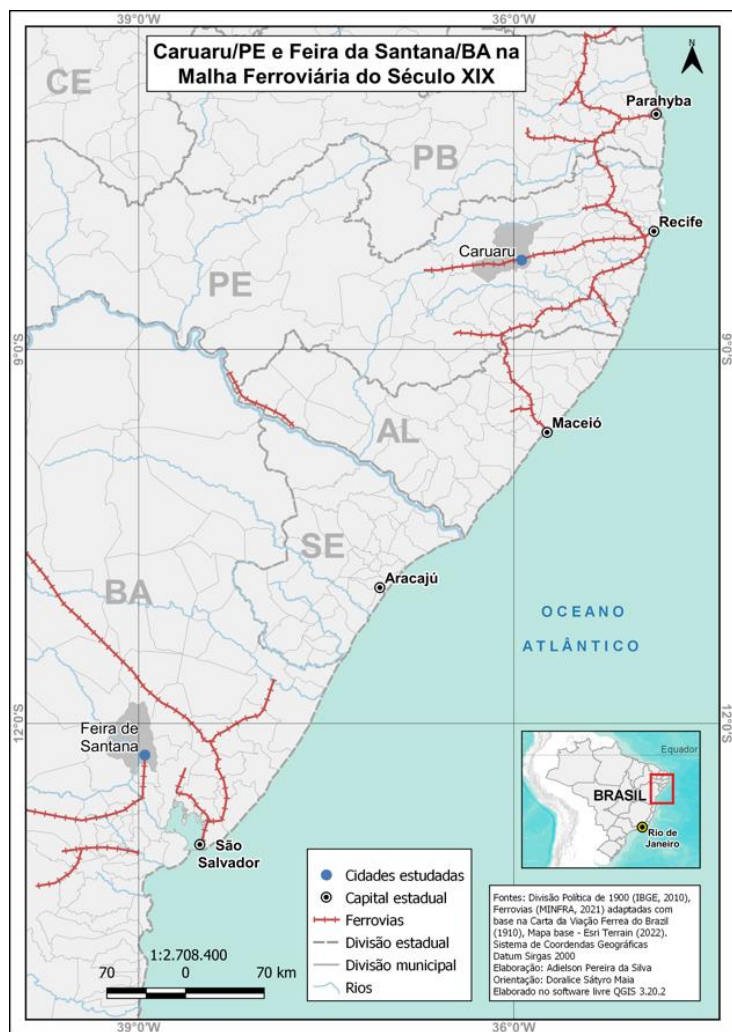 39°0'W
36°0'W
Caruaru/PE e Feira da Santana/BA na
Malha Ferroviária do Século XIX
N
CE
Parahyba
PB
Recife
Caruaru
PE
9°0'S
9°0'S
AL
Maceió
SE
Aracajú
BA
OCEANO
ATLÂNTICO
12°0'S
12°0'S
Feira de
Santana
Equador
BRASIL
Rio de
Janeiro
São
Salvador
Cidades estudadas
Capital estadual
Ferrovias
Divisão estadual
Divisão municipal
Rios
1:2.708.400
70 0 70 km
Fontes: Divisão Política de 1900 (IBGE, 2010),
Ferrovias (MINFRA, 2021) adaptadas com
base na Carta da Viação Ferrea do Brazil
(1910), Mapa base - Esri Terrain (2022).
Sistema de Coordendas Geográficas
Datum Sirgas 2000
Elaboração: Adielson Pereira da Silva
Orientação: Doralice Sátyro Maia
Elaborado no software livre QGIS 3.20.2
39°0'W
36°0'W